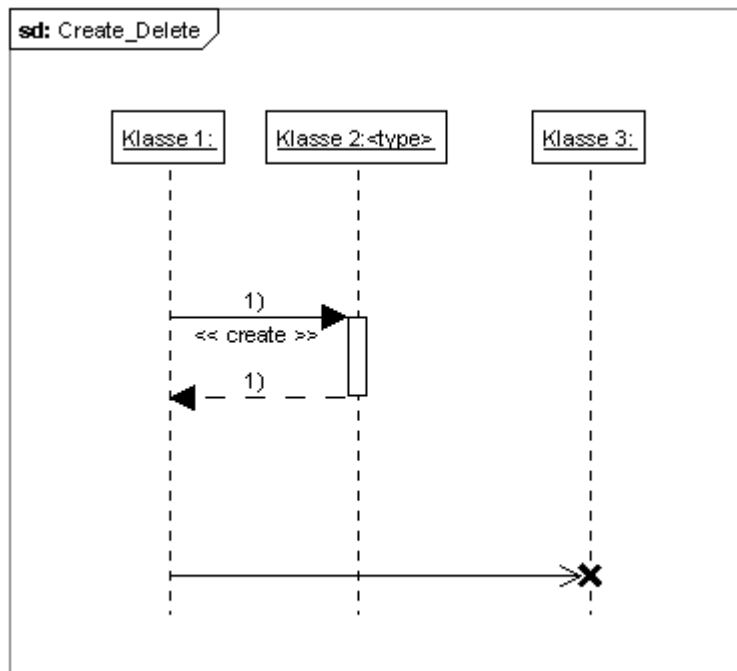 sd: Create_Delete
Klasse 1:
Klasse 2:<type>
Klasse 3:
1)
<< create >>
1)